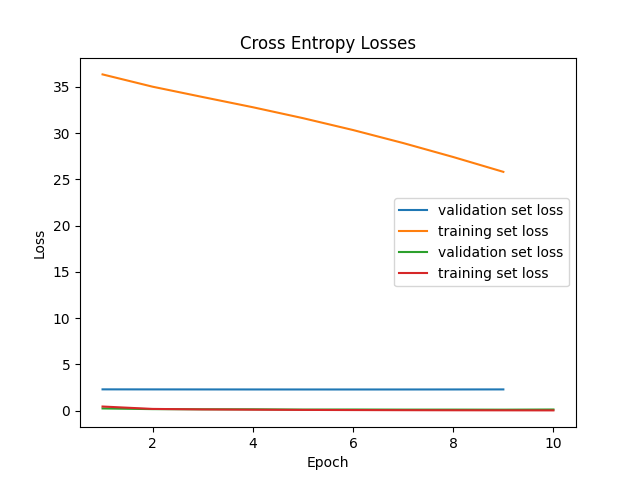 Cross Entropy Losses
Loss
35
30
25
20
15
10
5
0
validation set loss
training set loss
validation set loss
training set loss
2
4
6
8
10
Epoch